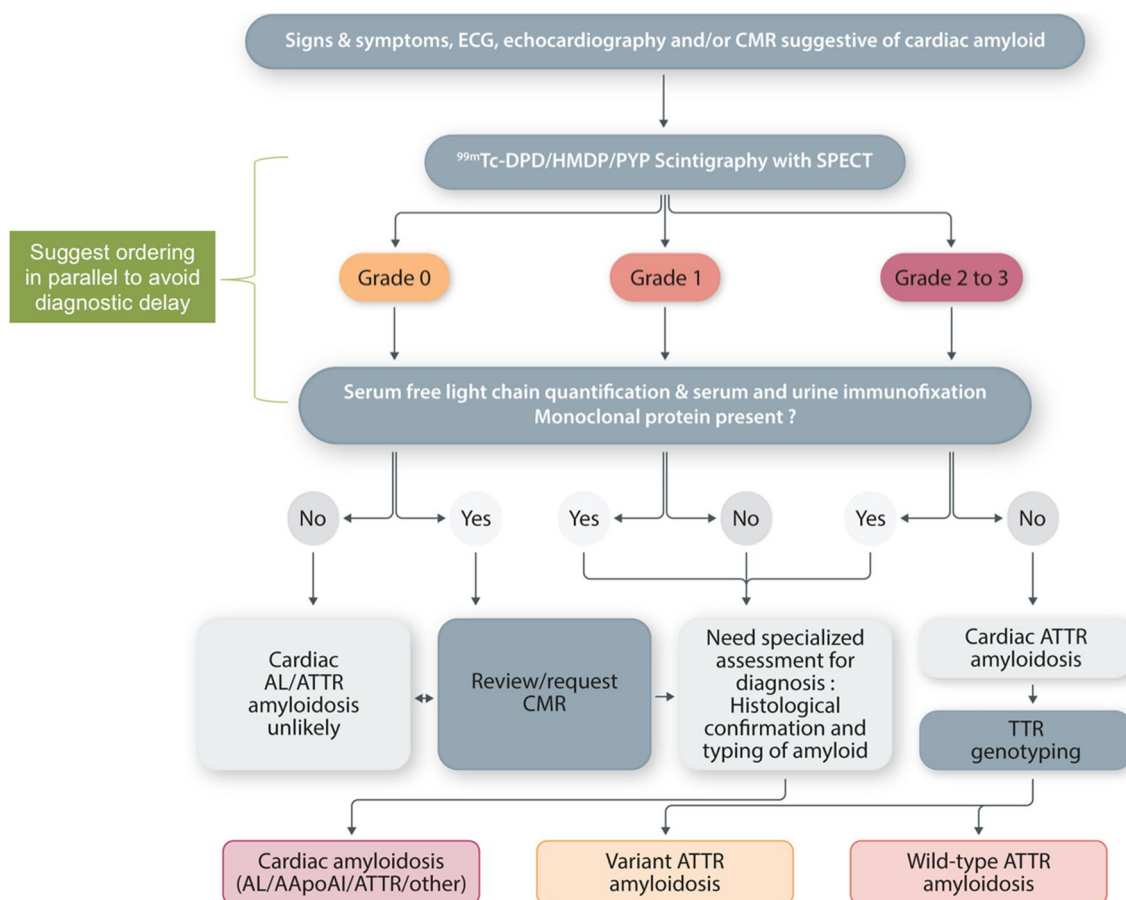 Signs & symptoms, ECG, echocardiography and/or CMR suggestive of cardiac amyloid
⁹⁹ᵐTc-DPD/HMDP/PYP Scintigraphy with SPECT
Suggest ordering
in parallel to avoid
diagnostic delay
Grade 0
Grade 1
Grade 2 to 3
Serum free light chain quantification & serum and urine immunofixation
Monoclonal protein present ?
No
Yes
Yes
No
Yes
No
Cardiac
AL/ATTR
amyloidosis
unlikely
Review/request
CMR
Need specialized
assessment for
diagnosis :
Histological
confirmation and
typing of amyloid
Cardiac ATTR
amyloidosis
TTR
genotyping
Cardiac amyloidosis
(AL/AApoAI/ATTR/other)
Variant ATTR
amyloidosis
Wild-type ATTR
amyloidosis